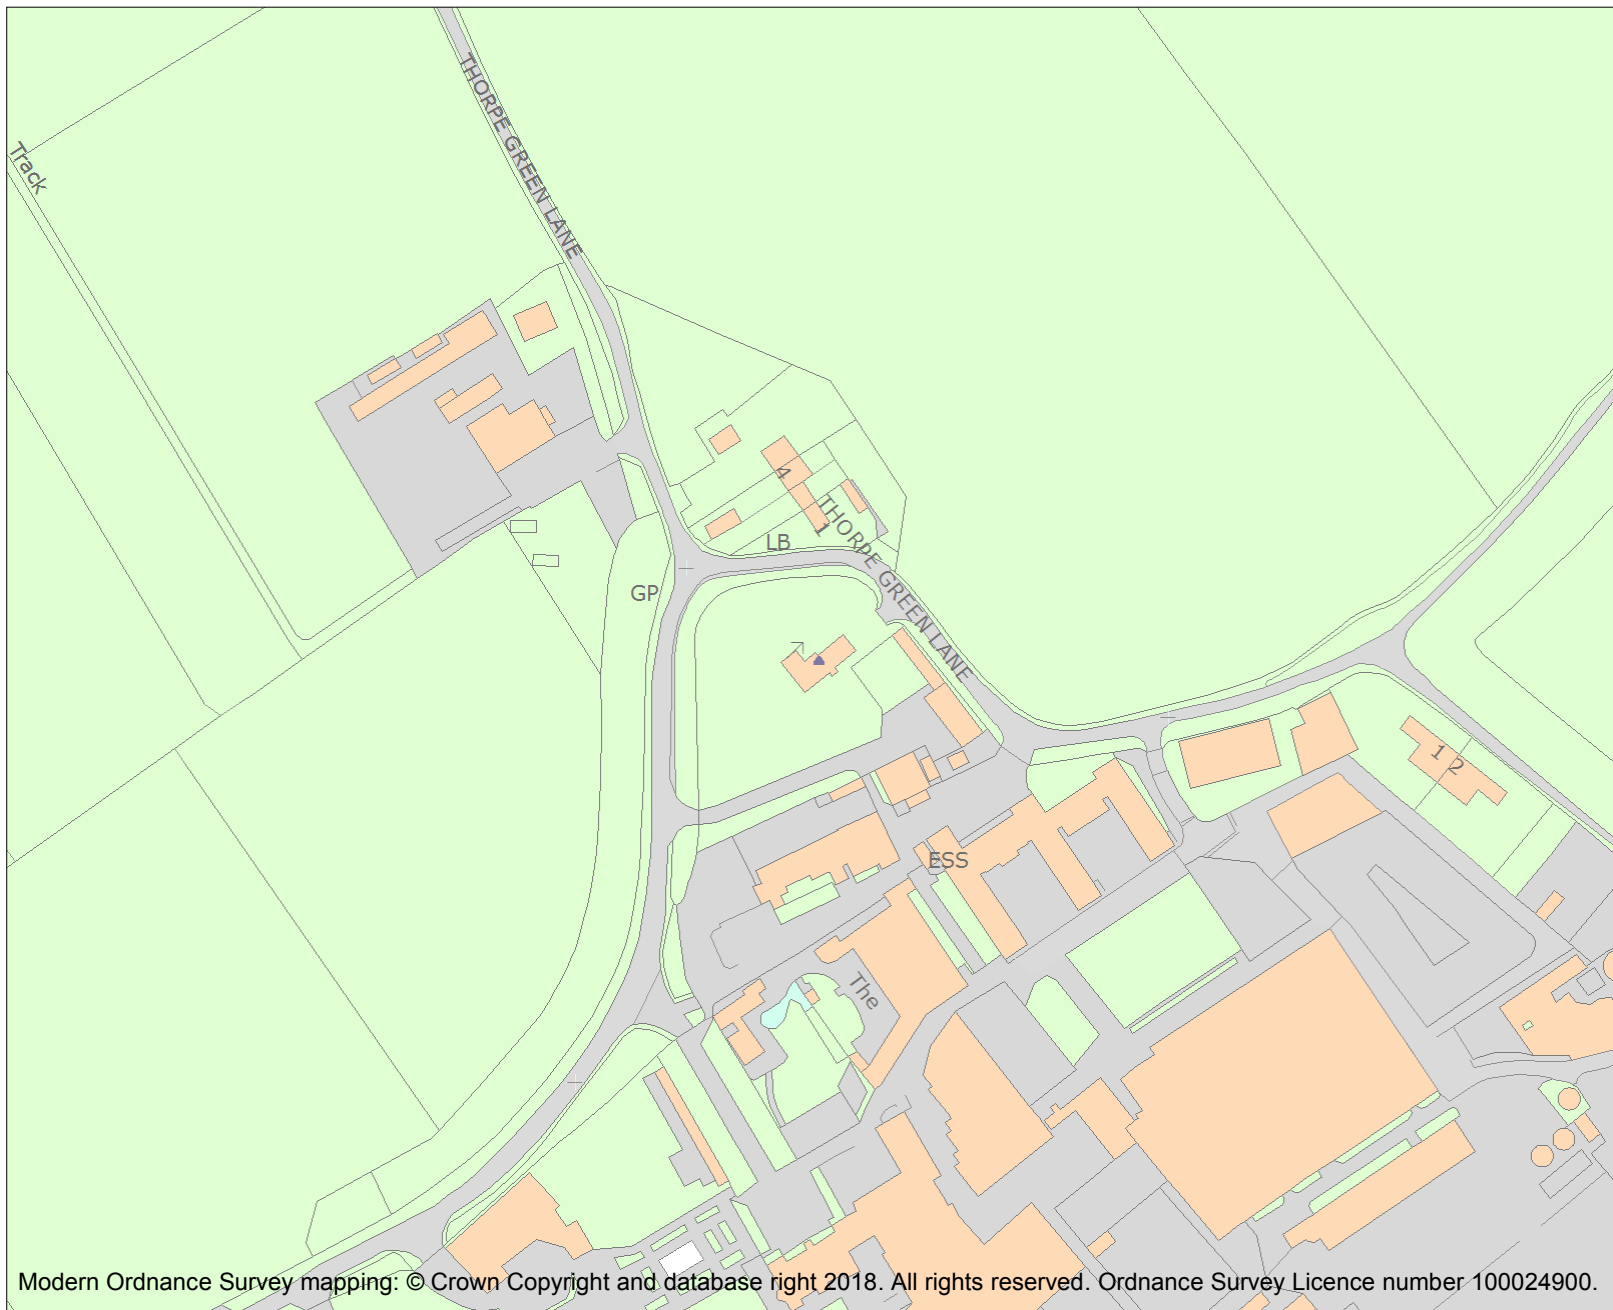 THORPE GREEN LANE
Track
4
1
THORPE GREEN LANE
LB
GP
1 2
ESS
The
Modern Ordnance Survey mapping: © Crown Copyright and database right 2018. All rights reserved. Ordnance Survey Licence number 100024900.